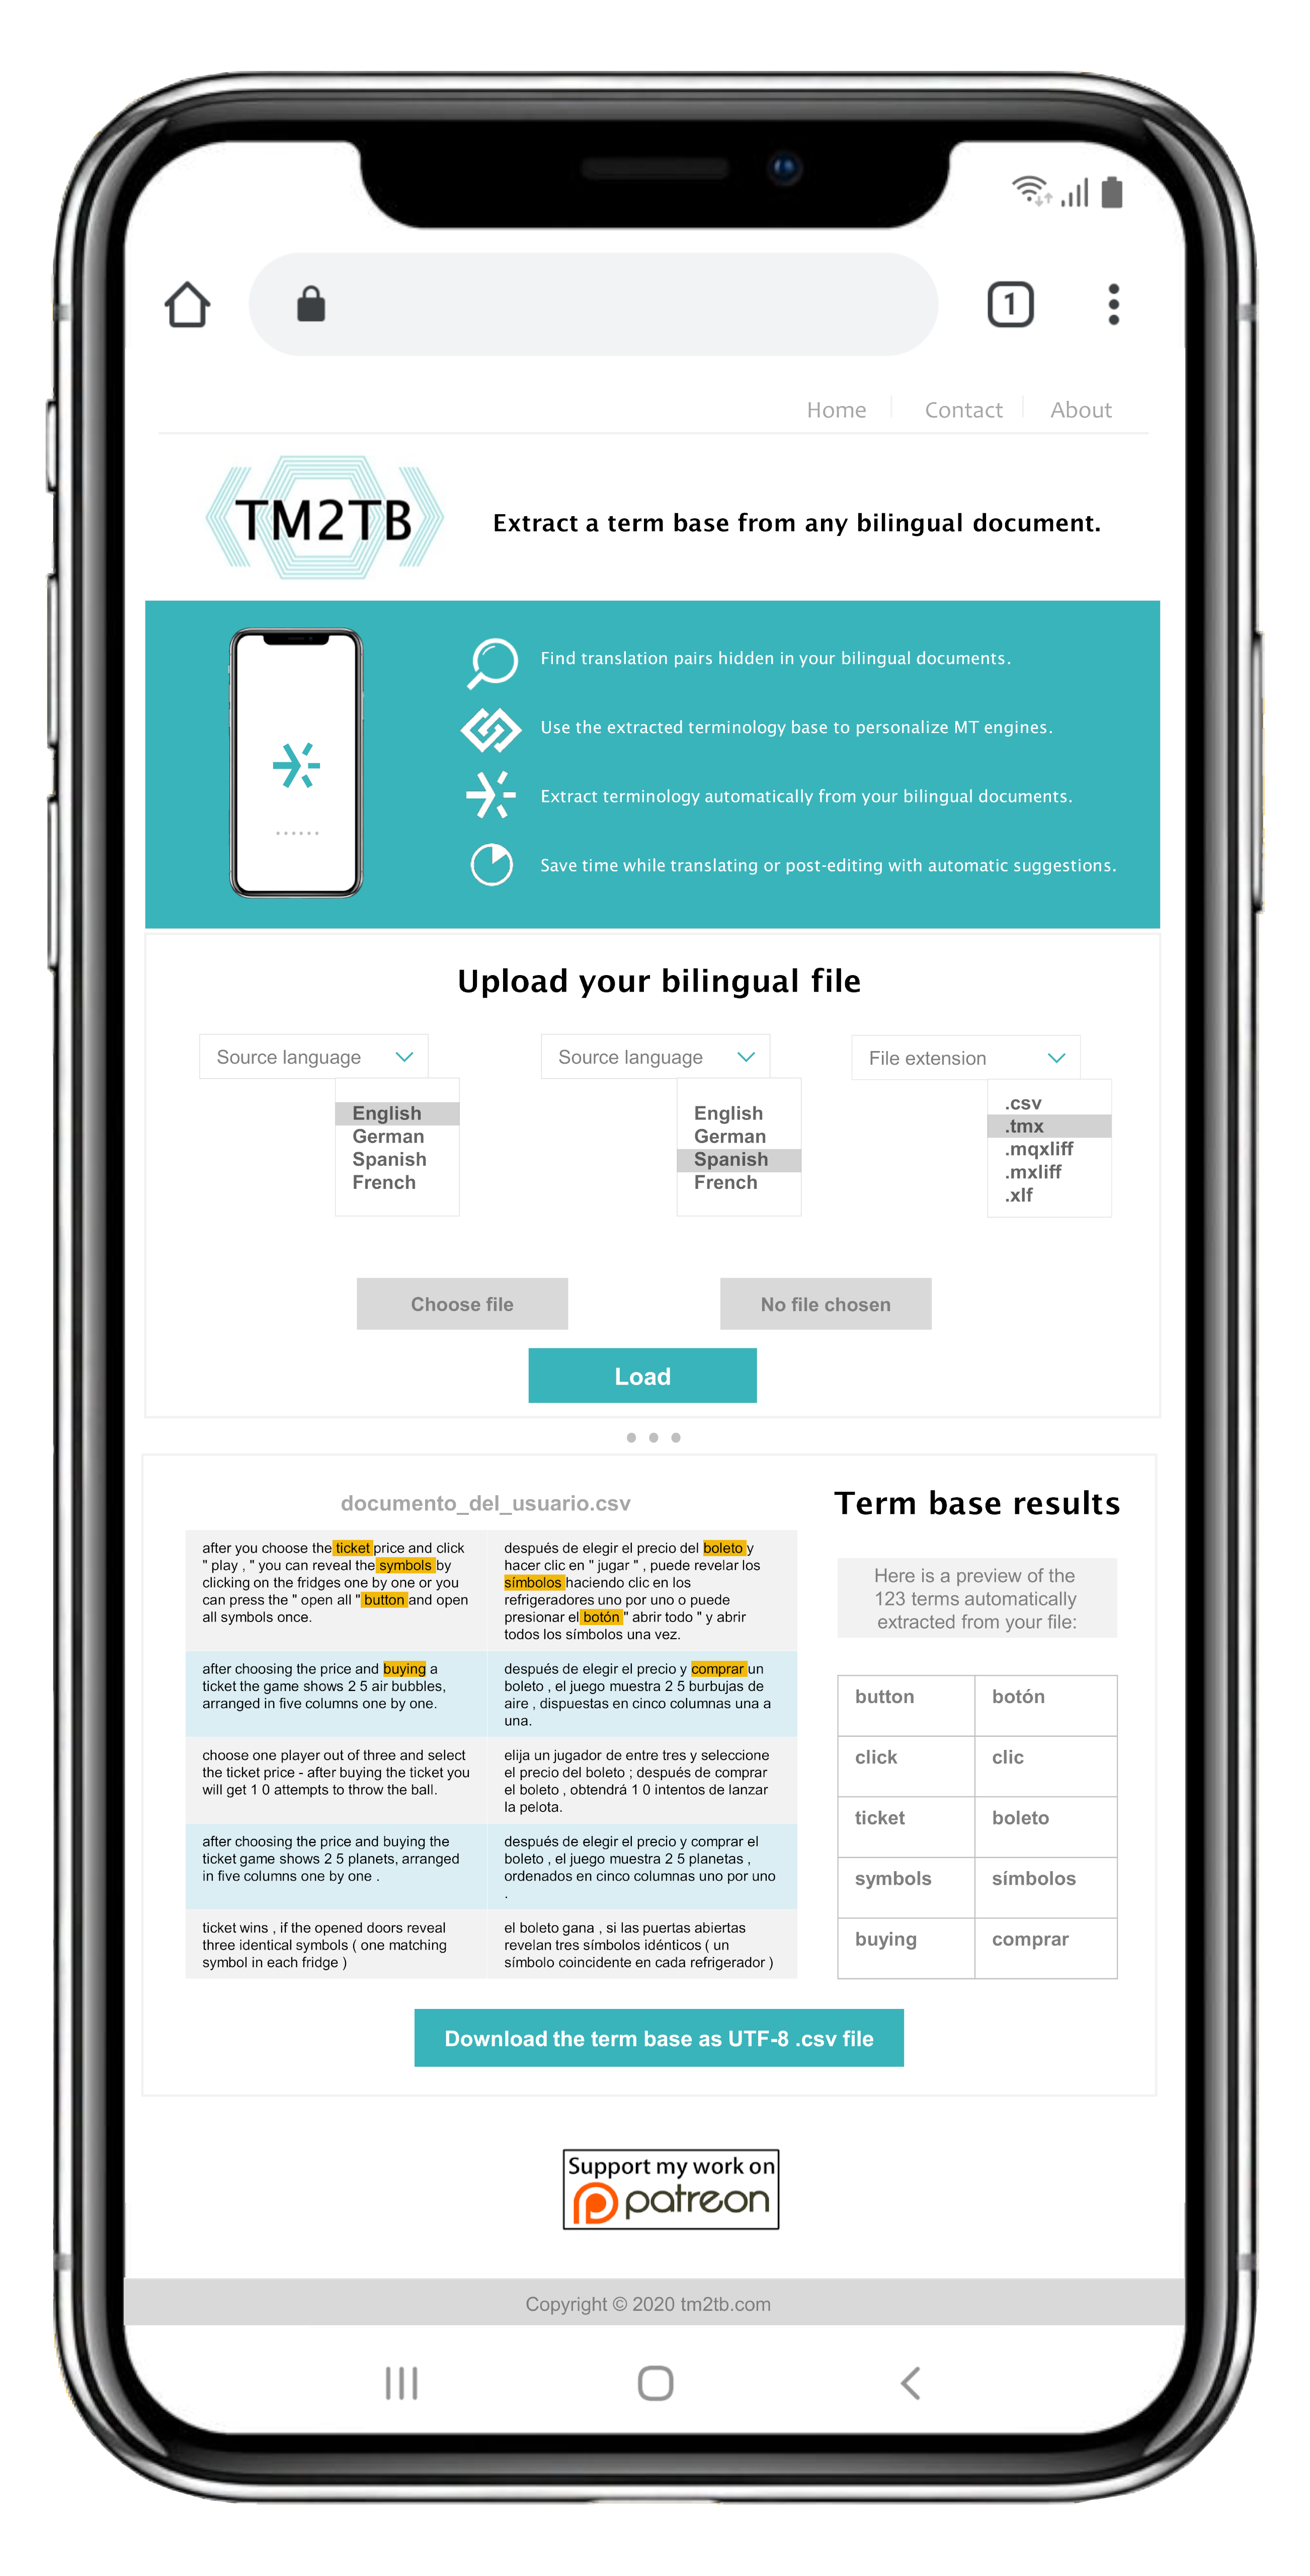 1
Home
Contact
About
TM2TB
Extract a term base from any bilingual document.
Find translation pairs hidden in your bilingual documents.
Use the extracted terminology base to personalize MT engines.
Extract terminology automatically from your bilingual documents.
Save time while translating or post-editing with automatic suggestions.
Upload your bilingual file
Source language
English
German
Spanish
French
Source language
English
German
Spanish
French
File extension
.csv
.tmx
.mqxliff
.mxliff
.xlf
Choose file
No file chosen
Load
documento_del_usuario.csv
after you choose the ticket price and click
" play , " you can reveal the symbols by
clicking on the fridges one by one or you
can press the " open all " button and open
all symbols once.
después de elegir el precio del boleto y
hacer clic en " jugar " , puede revelar los
símbolos haciendo clic en los
refrigeradores uno por uno o puede
presionar el botón " abrir todo " y abrir
todos los símbolos una vez.
after choosing the price and buying a
ticket the game shows 2 5 air bubbles,
arranged in five columns one by one.
después de elegir el precio y comprar un
boleto , el juego muestra 2 5 burbujas de
aire , dispuestas en cinco columnas una a
una.
choose one player out of three and select
the ticket price - after buying the ticket you
will get 1 0 attempts to throw the ball.
elija un jugador de entre tres y seleccione
el precio del boleto ; después de comprar
el boleto , obtendrá 1 0 intentos de lanzar
la pelota.
after choosing the price and buying the
ticket game shows 2 5 planets, arranged
in five columns one by one .
después de elegir el precio y comprar el
boleto , el juego muestra 2 5 planetas ,
ordenados en cinco columnas uno por uno
.
ticket wins , if the opened doors reveal
three identical symbols ( one matching
symbol in each fridge )
el boleto gana , si las puertas abiertas
revelan tres símbolos idénticos ( un
símbolo coincidente en cada refrigerador )
Term base results
Here is a preview of the
123 terms automatically
extracted from your file:
button botón
click clic
ticket boleto
symbols símbolos
buying comprar
Download the term base as UTF-8 .csv file
Support my work on
patreon
Copyright © 2020 tm2tb.com